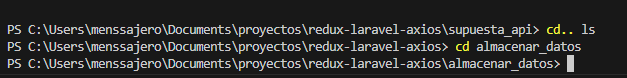 PS C:\Users\menssajero\Documents\proyectos\redux-laravel-axios\supuesta_api> cd.. ls
PS C:\Users\menssajero\Documents\proyectos\redux-laravel-axios> cd almacenar_datos
PS C:\Users\menssajero\Documents\proyectos\redux-laravel-axios\almacenar_datos>